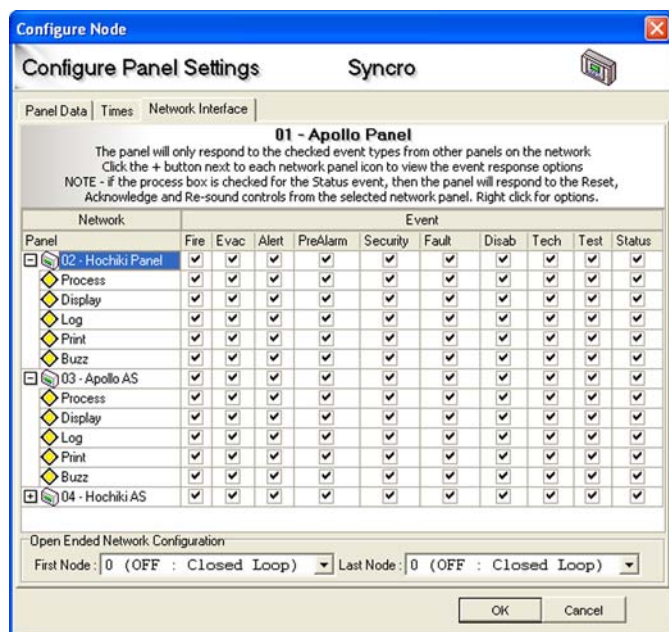 Configure Node
Configure Panel Settings Syncro
Panel Data Times Network Interface
01 - Apollo Panel
The panel will only respond to the checked event types from other panels on the network
Click the + button next to each network panel icon to view the event response options
NOTE - if the process box is checked for the Status event, then the panel will respond to the Reset,
Acknowledge and Re-sound controls from the selected network panel. Right click for options.
Network Event
Panel Fire Evac Alert PreAlarm Security Fault Disab Tech Test Status
02 - Hochiki Panel
Process
Display
Log
Print
Buzz
03 - Apollo AS
Process
Display
Log
Print
Buzz
04 - Hochiki AS
Open Ended Network Configuration
First Node : 0 (OFF : Closed Loop) Last Node : 0 (OFF : Closed Loop)
OK Cancel